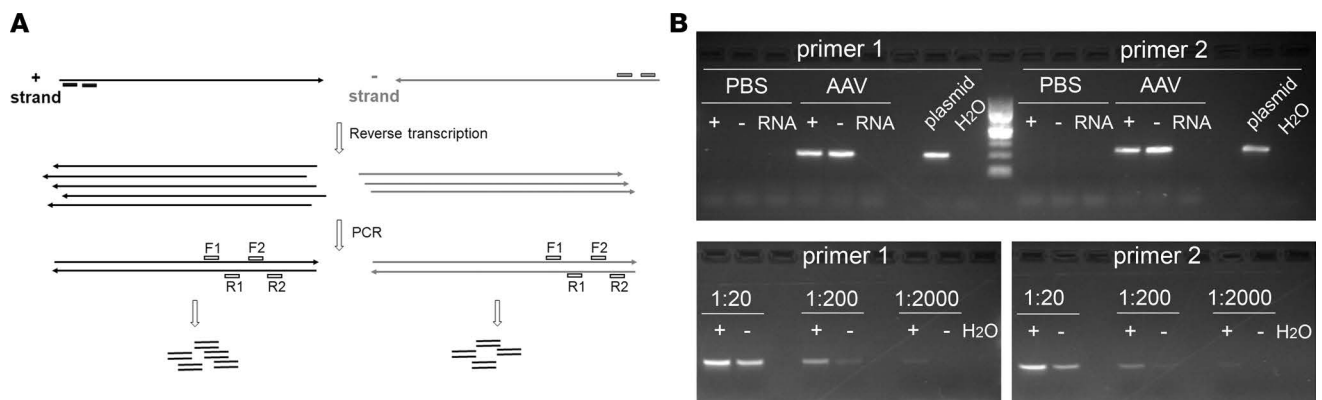 A
+
strand
-
strand
Reverse transcription
PCR
F1 F2
R1 R2
F1 F2
R1 R2
B
primer 1 primer 2
PBS AAV plasmid H2O PBS AAV plasmid H2O
+ - RNA + - RNA + - RNA + - RNA
primer 1
1:20 1:200 1:2000
+ - + - + - H2O
primer 2
1:20 1:200 1:2000
+ - + - + - H2O